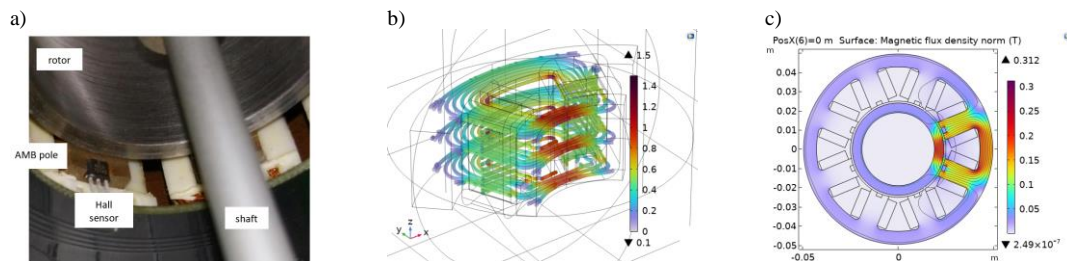 a)
b)
c)
rotor
AMB pole
Hall
sensor
shaft
1.5
1.4
1.2
1
0.8
0.6
0.4
0.2
0
0.1
z
y
x
PosX(6)=0 m  Surface: Magnetic flux density norm (T)
m
0.312
0.04
0.03
0.02
0.01
0
-0.01
-0.02
-0.03
-0.04
-0.05
-0.05
0
m
0.3
0.25
0.2
0.15
0.1
0.05
2.49×10⁻⁷